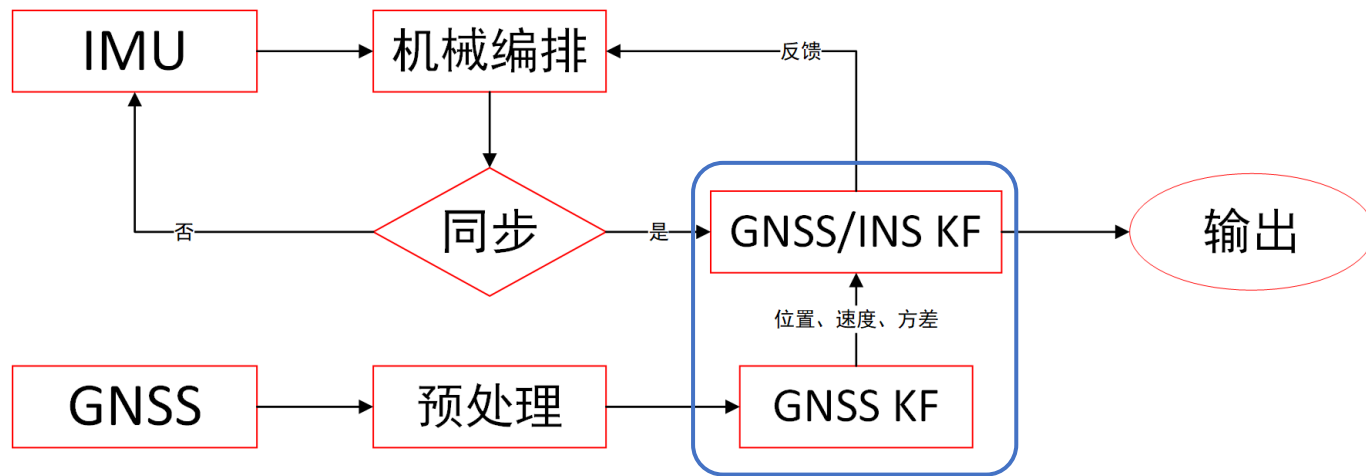 IMU
机械编排
反馈
否
同步
是
GNSS/INS KF
输出
位置、速度、方差
GNSS
预处理
GNSS KF